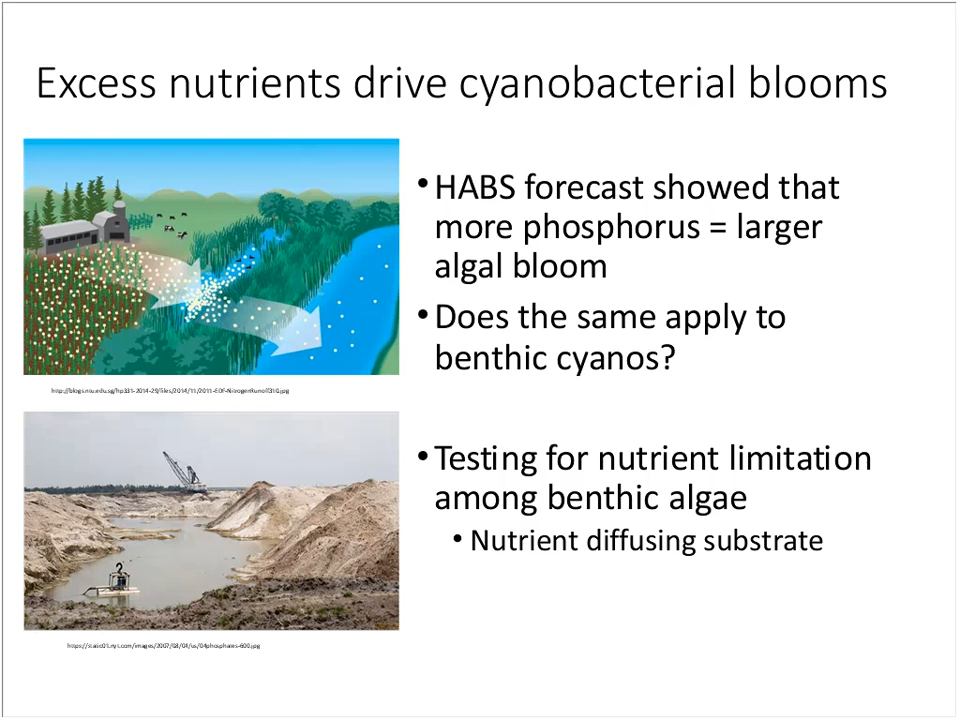 Excess nutrients drive cyanobacterial blooms
• HABS forecast showed that
more phosphorus = larger
algal bloom
• Does the same apply to
benthic cyanos?
• Testing for nutrient limitation
among benthic algae
• Nutrient diffusing substrate